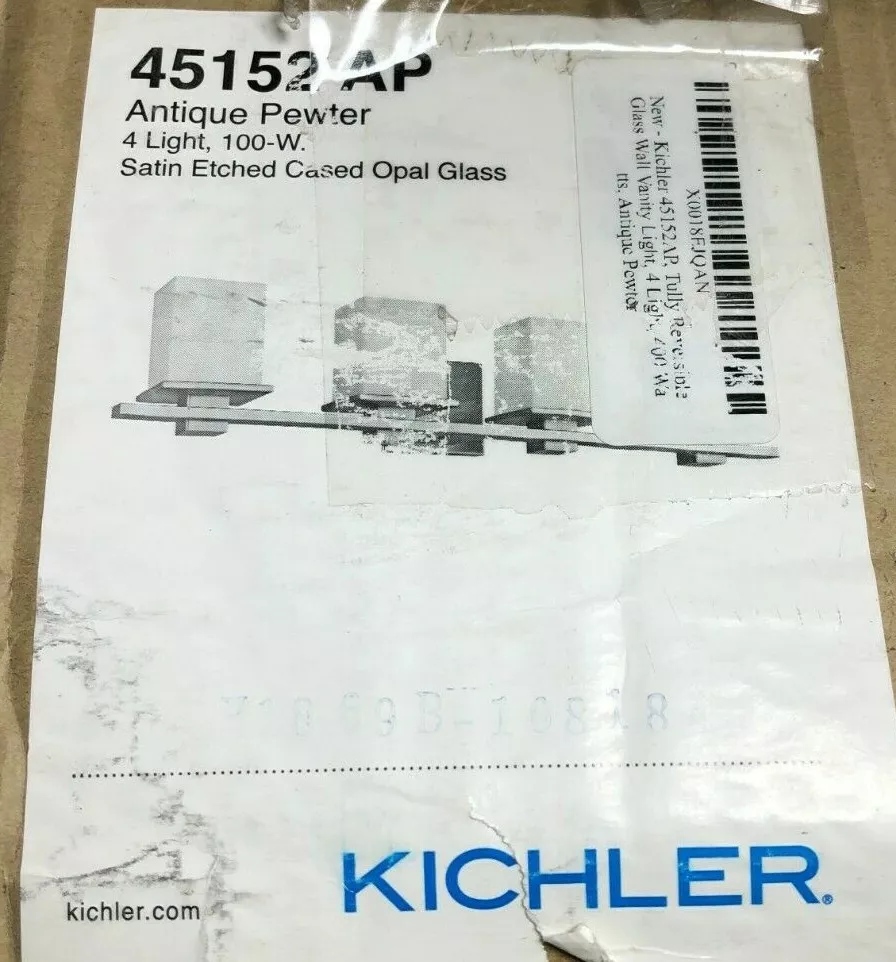 45152 AP
Antique Pewter
4 Light, 100-W.
Satin Etched Cased Opal Glass
X0018FJQAN
New - Kichler 45152AP, Tully Reversible
Glass Wall Vanity Light, 4 Light, 400 Wa
tts, Antique Pewter
KICHLER®
kichler.com